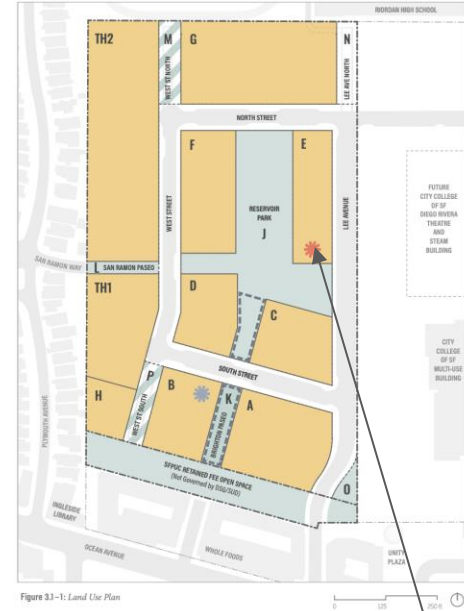 RIORDAN HIGH SCHOOL
TH2
M
WEST ST NORTH
G
N
LEE AVE NORTH
NORTH STREET
F
WEST STREET
RESERVOIR
PARK
J
E
LEE AVENUE
FUTURE
CITY COLLEGE
OF SF
DIEGO RIVERA
THEATRE
AND
STEAM
BUILDING
SAN RAMON WAY
L
SAN RAMON PASEO
TH1
D
C
CITY
COLLEGE
OF SF
MULTI-USE
BUILDING
SOUTH STREET
PLYMOUTH AVENUE
H
P
WEST ST SOUTH
B
K
BRIGHTON PASEO
A
SFPUC RETAINED FEE OPEN SPACE
(Not Governed by DSG/SUD)
O
INGLESIDE
LIBRARY
OCEAN AVENUE
WHOLE FOODS
UNITY
PLAZA
Figure 3.1–1: Land Use Plan
0
125
250 ft